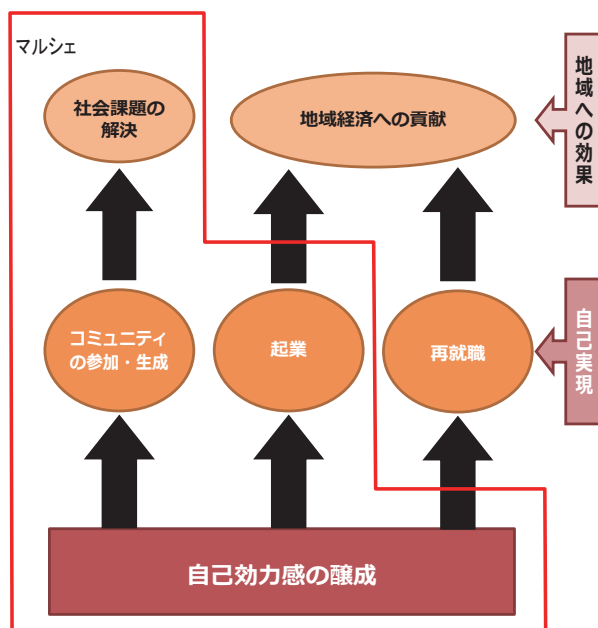 マルシェ
社会課題の
解決
地域経済への貢献
地域への効果
コミュニティ
の参加・生成
起業
再就職
自己実現
自己効力感の醸成